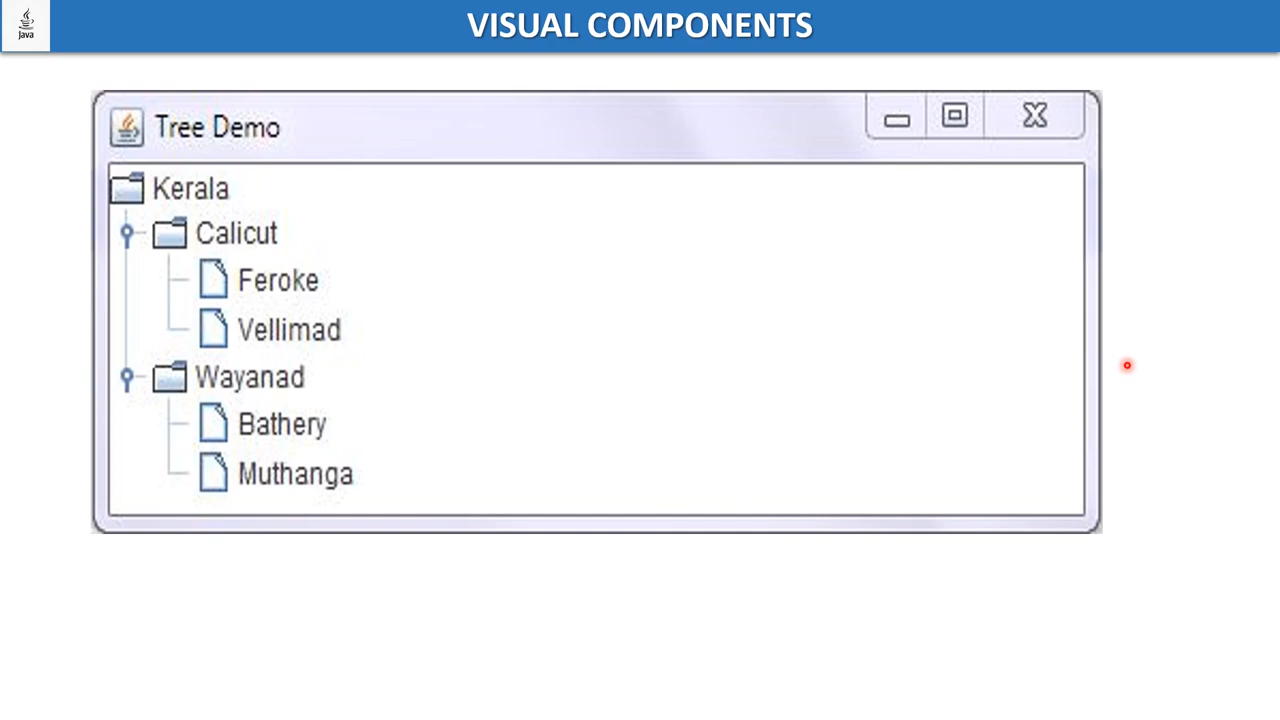 Java
VISUAL COMPONENTS
Tree Demo
Kerala
Calicut
Feroke
Vellimad
Wayanad
Bathery
Muthanga